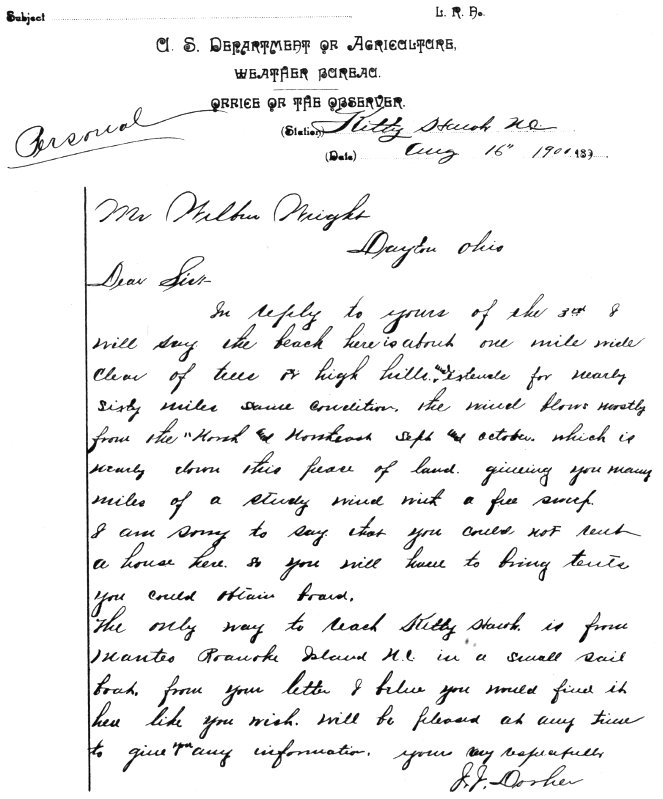 Subject L. R. No.
U. S. DEPARTMENT OF AGRICULTURE,
WEATHER BUREAU.
OFFICE OF THE OBSERVER.
Personal
(Station) Kitty Hawk N.C.
(Date) Aug 16" 1900 189
Mr Wilbur Wright
Dayton Ohio
Dear Sir
In reply to yours of the 3rd I
will say the beach here is about one mile wide
clear of trees or high hills, and extends for nearly
sixty miles same condition. the wind blows mostly
from the North and Northeast Sept and October. which is
nearly down this peace of land. giveing you many
miles of a study wind with a free sweep.
I am sorry to say that you could not rent
a house here. so you will have to bring tents
you could obtain board.
The only way to reach Kitty Hawk. is from
Manteo Roanoke Island N.C in a small sail
boat. from your letter I believe you would find it
here like you wish. will be pleased at any time
to give you any information. yours very respectfully
J.J. Dosher